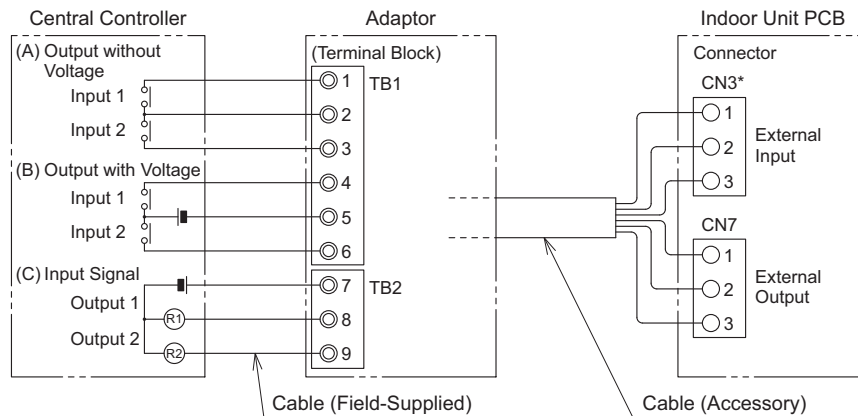 Central Controller
Adaptor
Indoor Unit PCB
(A) Output without
Voltage
Input 1
Input 2
(B) Output with Voltage
Input 1
Input 2
(C) Input Signal
Output 1
Output 2
R1
R2
(Terminal Block)
1
TB1
2
3
4
5
6
7
TB2
8
9
Connector
CN3*
1
2
3
External
Input
CN7
1
2
3
External
Output
Cable (Field-Supplied)
Cable (Accessory)